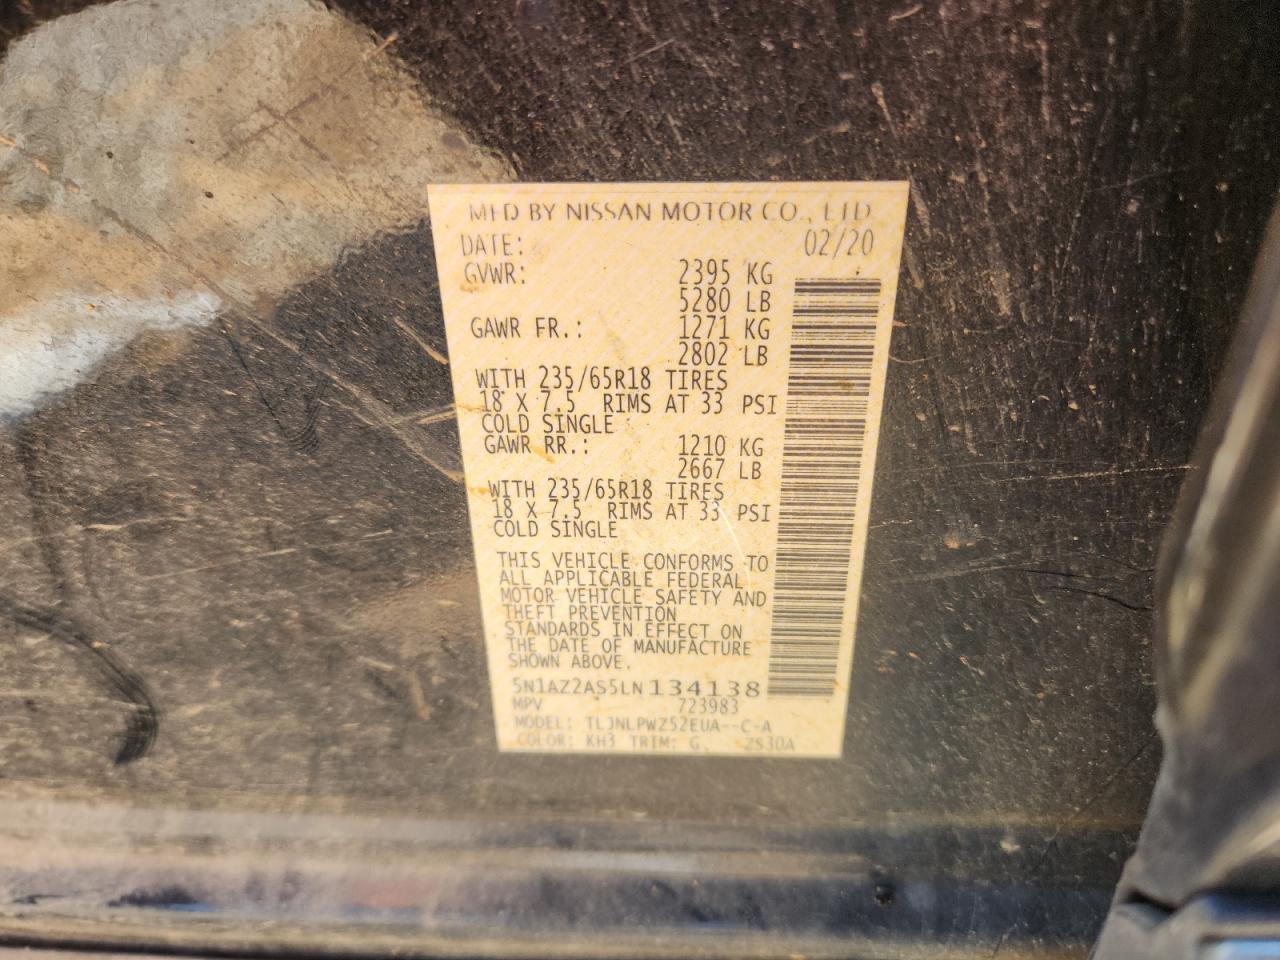 MFD BY NISSAN MOTOR CO., LTD.
DATE: 02/20
GVWR: 2395 KG
5280 LB
GAWR FR.: 1271 KG
2802 LB
WITH 235/65R18 TIRES
18 X 7.5 RIMS AT 33 PSI
COLD SINGLE
GAWR RR.: 1210 KG
2667 LB
WITH 235/65R18 TIRES
18 X 7.5 RIMS AT 33 PSI
COLD SINGLE
THIS VEHICLE CONFORMS TO
ALL APPLICABLE FEDERAL
MOTOR VEHICLE SAFETY AND
THEFT PREVENTION
STANDARDS IN EFFECT ON
THE DATE OF MANUFACTURE
SHOWN ABOVE.
5N1AZ2AS5LN134138
MPV 723983
MODEL: TLJNLPWZ52EUA--C-A
COLOR: KH3 TRIM: G, 2S30A